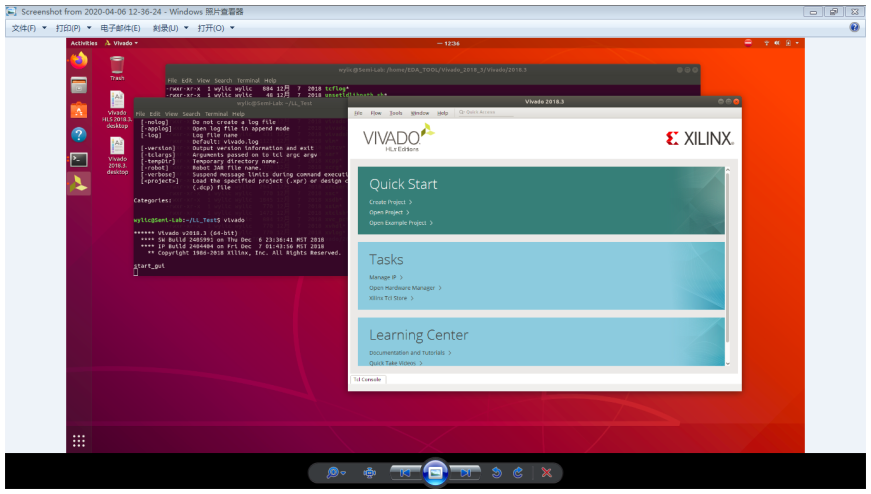 Screenshot from 2020-04-06 12-36-24 - Windows 照片查看器
文件(F) 打印(P) 电子邮件(E) 刻录(U) 打开(O)
Activities Vivado 12:36
Trash
Vivado HLS 2018.3. desktop
Vivado 2018.3. desktop
wylic@Semi-Lab: /home/EDA_TOOL/Vivado_2018_3/Vivado/2018.3
File Edit View Search Terminal Help
-rwxr-xr-x 1 wylic wylic 884 12月 7 2018 tcflog*
-rwxr-xr-x 1 wylic wylic 48 12月 7 2018
wylic@Semi-Lab: ~/LL_Test
File Edit View Search Terminal Help
[-nolog] Do not create a log file
[-applog] Open log file in append mode
[-log] Log file name
Default: vivado.log
[-version] Output version information and exit
[-tclargs] Arguments passed on to tcl argc argv
[-tempDir] Temporary directory name.
[-robot] Robot JAR file name.
[-verbose] Suspend message limits during command executi
[<project>] Load the specified project (.xpr) or design c
(.dcp) file
Categories:
wylic@Semi-Lab:~/LL_Test$ vivado
****** Vivado v2018.3 (64-bit)
**** SW Build 2405991 on Thu Dec 6 23:36:41 MST 2018
**** IP Build 2404404 on Fri Dec 7 01:43:56 MST 2018
** Copyright 1986-2018 Xilinx, Inc. All Rights Reserved.
start_gui
Vivado 2018.3
File Flow Tools Window Help Quick Access
VIVADO
HLx Editions
XILINX
Quick Start
Create Project >
Open Project >
Open Example Project >
Tasks
Manage IP >
Open Hardware Manager >
Xilinx Tcl Store >
Learning Center
Documentation and Tutorials >
Quick Take Videos >
Tcl Console